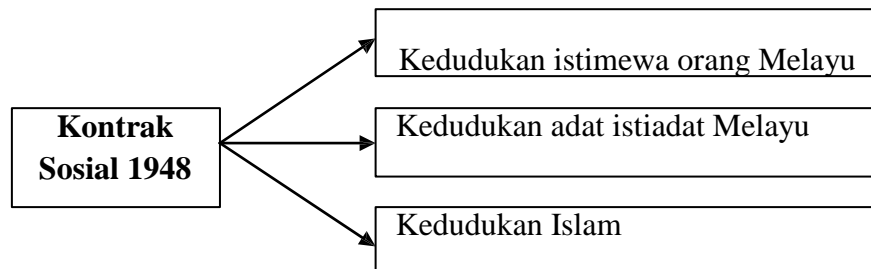 Kedudukan istimewa orang Melayu
Kontrak
Sosial 1948
Kedudukan adat istiadat Melayu
Kedudukan Islam